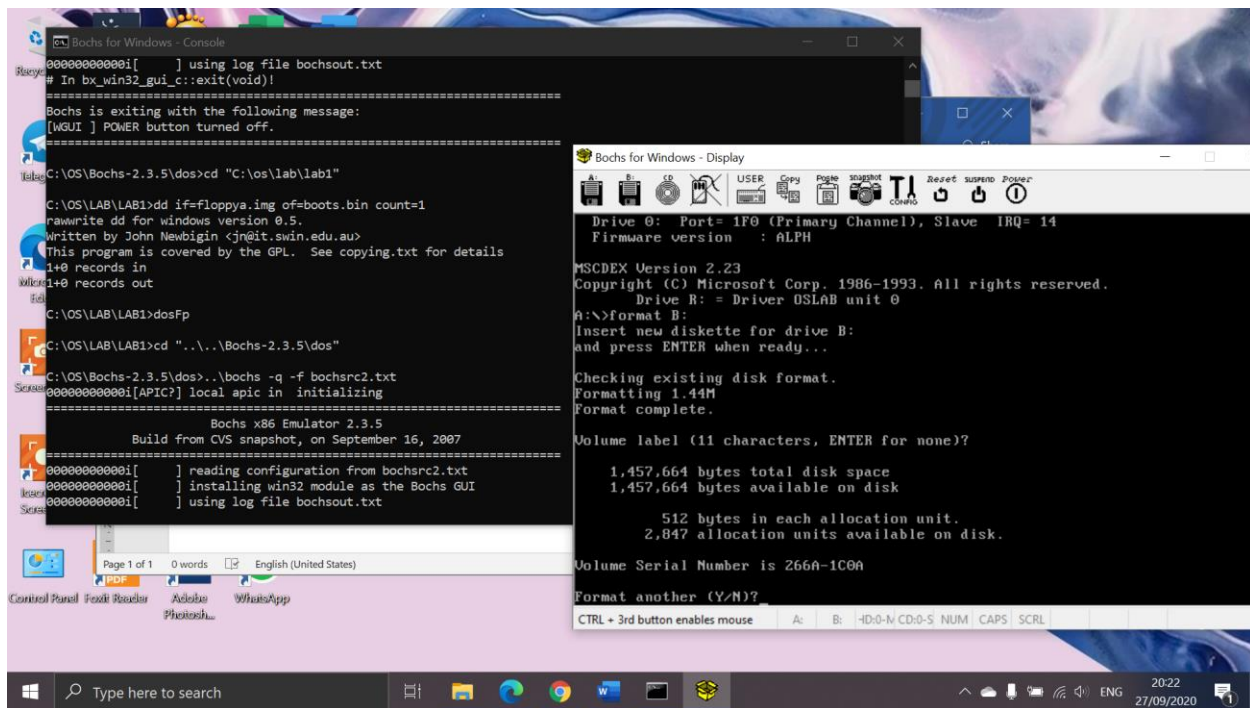 Bochs for Windows - Console
00000000000i[     ] using log file bochsout.txt
# In bx_win32_gui_c::exit(void)!
========================================================================
Bochs is exiting with the following message:
[WGUI ] POWER button turned off.
========================================================================
C:\OS\Bochs-2.3.5\dos>cd "C:\os\lab\lab1"
C:\OS\LAB\LAB1>dd if=floppya.img of=boots.bin count=1
rawwrite dd for windows version 0.5.
Written by John Newbigin <jn@it.swin.edu.au>
This program is covered by the GPL.  See copying.txt for details
1+0 records in
1+0 records out
C:\OS\LAB\LAB1>dosFp
C:\OS\LAB\LAB1>cd "..\..\Bochs-2.3.5\dos"
C:\OS\Bochs-2.3.5\dos>..\bochs -q -f bochsrc2.txt
00000000000i[APIC?] local apic in  initializing
========================================================================
Bochs x86 Emulator 2.3.5
Build from CVS snapshot, on September 16, 2007
========================================================================
00000000000i[     ] reading configuration from bochsrc2.txt
00000000000i[     ] installing win32 module as the Bochs GUI
00000000000i[     ] using log file bochsout.txt
Bochs for Windows - Display
A: B: CD USER Copy Paste snapshot CONFIG Reset SUSPEND Power
Drive 0:  Port= 1F0 (Primary Channel), Slave  IRQ= 14
Firmware version   : ALPH
MSCDEX Version 2.23
Copyright (C) Microsoft Corp. 1986-1993. All rights reserved.
Drive R: = Driver OSLAB unit 0
A:\>format B:
Insert new diskette for drive B:
and press ENTER when ready...
Checking existing disk format.
Formatting 1.44M
Format complete.
Volume label (11 characters, ENTER for none)?
1,457,664 bytes total disk space
1,457,664 bytes available on disk
512 bytes in each allocation unit.
2,847 allocation units available on disk.
Volume Serial Number is 266A-1C0A
Format another (Y/N)?_
CTRL + 3rd button enables mouse A: B: HD:0-M CD:0-S NUM CAPS SCRL
Page 1 of 1 0 words English (United States)
PDF
Control Panel Foxit Reader Adobe Photosh... WhatsApp
Type here to search
ENG
20:22
27/09/2020
1